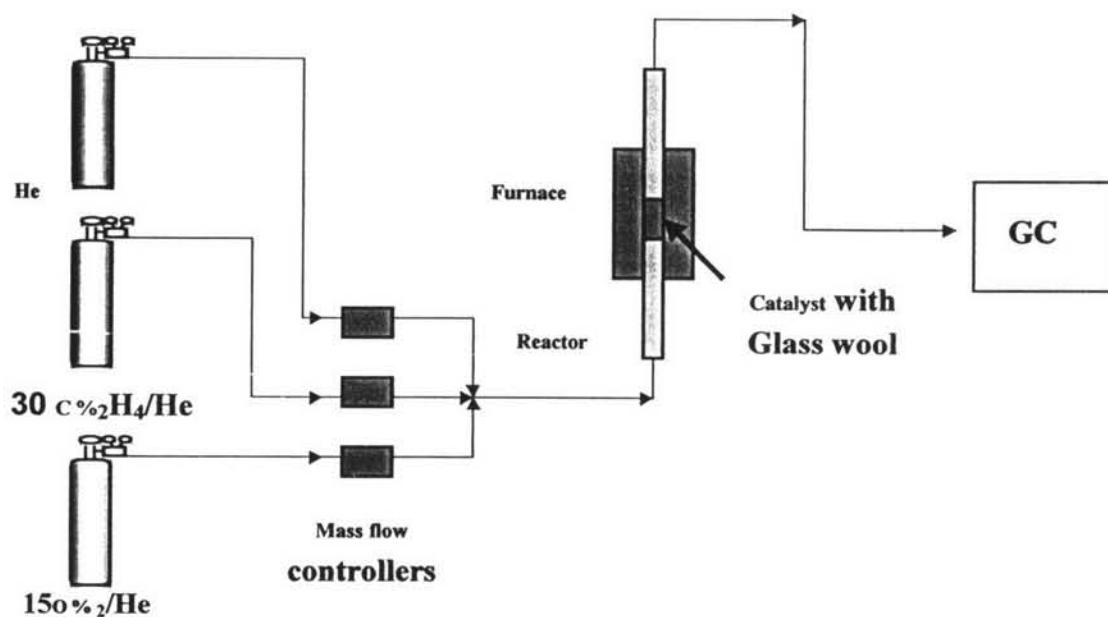 He
Furnace
GC
Catalyst with
Glass wool
Reactor
30 C%₂H₄/He
Mass flow
controllers
15O%₂/He